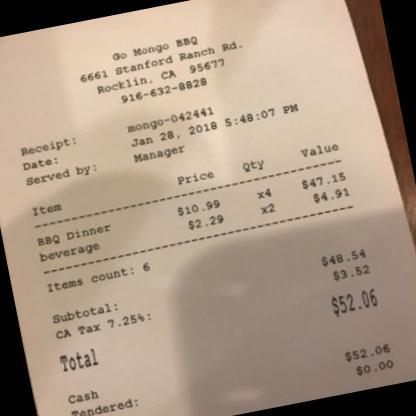 Go Mongo BBQ
6661 Stanford Ranch Rd.
Rocklin, CA 95677
916-632-8828
Receipt: mongo-042441
Date: Jan 28, 2018 5:48:07 PM
Served by: Manager
Item Price Qty Value
BBQ Dinner $10.99 x4 $47.15
beverage $2.29 x2 $4.91
Items count: 6
Subtotal: $48.54
CA Tax 7.25%: $3.52
Total $52.06
Cash $52.06
Tendered: $0.00